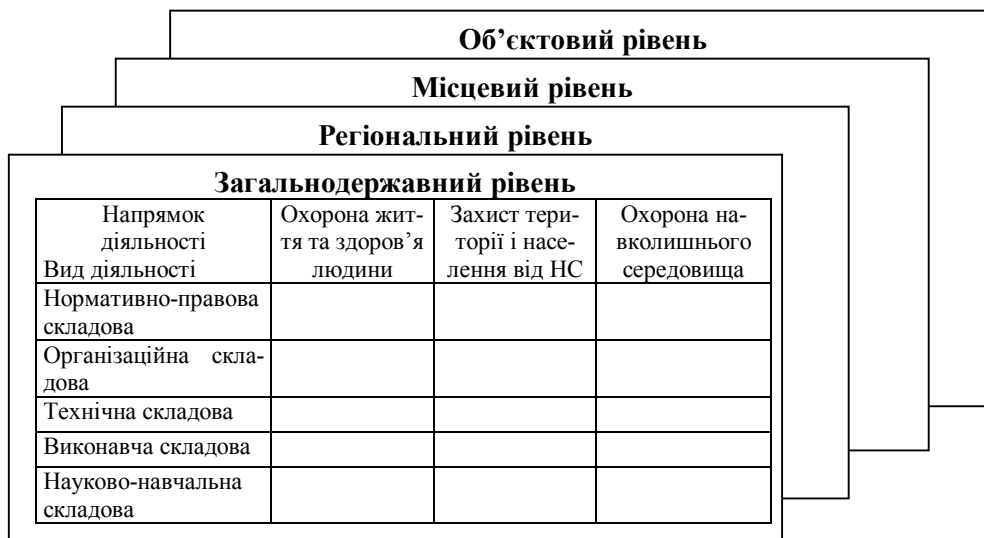 Об’єктовий рівень
Місцевий рівень
Регіональний рівень
Загальнодержавний рівень
Напрямок
діяльності
Вид діяльності
Охорона жит-
тя та здоров’я
людини
Захист тери-
торії і насе-
лення від НС
Охорона на-
вколишнього
середовища
Нормативно-правова
складова
Організаційна скла-
дова
Технічна складова
Виконавча складова
Науково-навчальна
складова